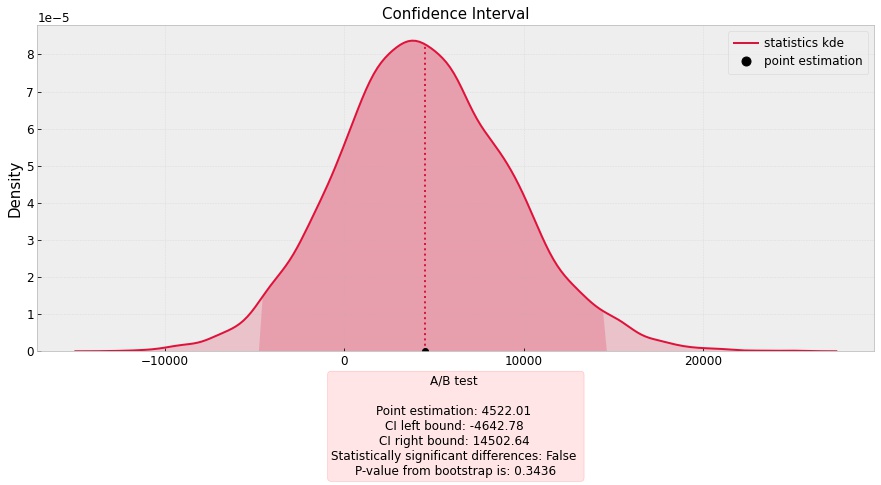 Confidence Interval
1e−5
statistics kde
point estimation
8
7
6
5
4
3
2
1
0
Density
−10000
0
10000
20000
A/B test
Point estimation: 4522.01
CI left bound: -4642.78
CI right bound: 14502.64
Statistically significant differences: False
P-value from bootstrap is: 0.3436